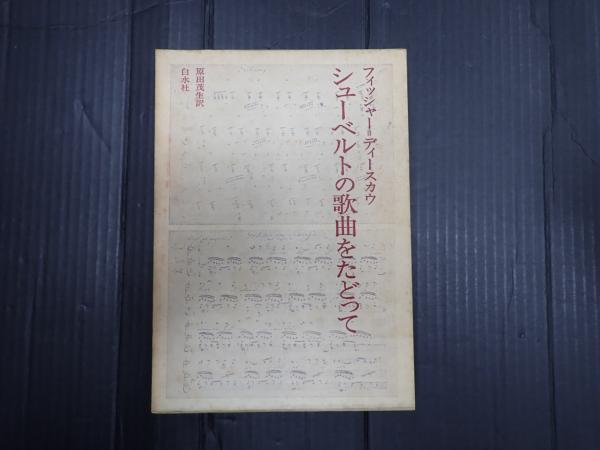 フィッシャー=ディースカウ
シューベルトの歌曲をたどって
原田茂生訳
白水社